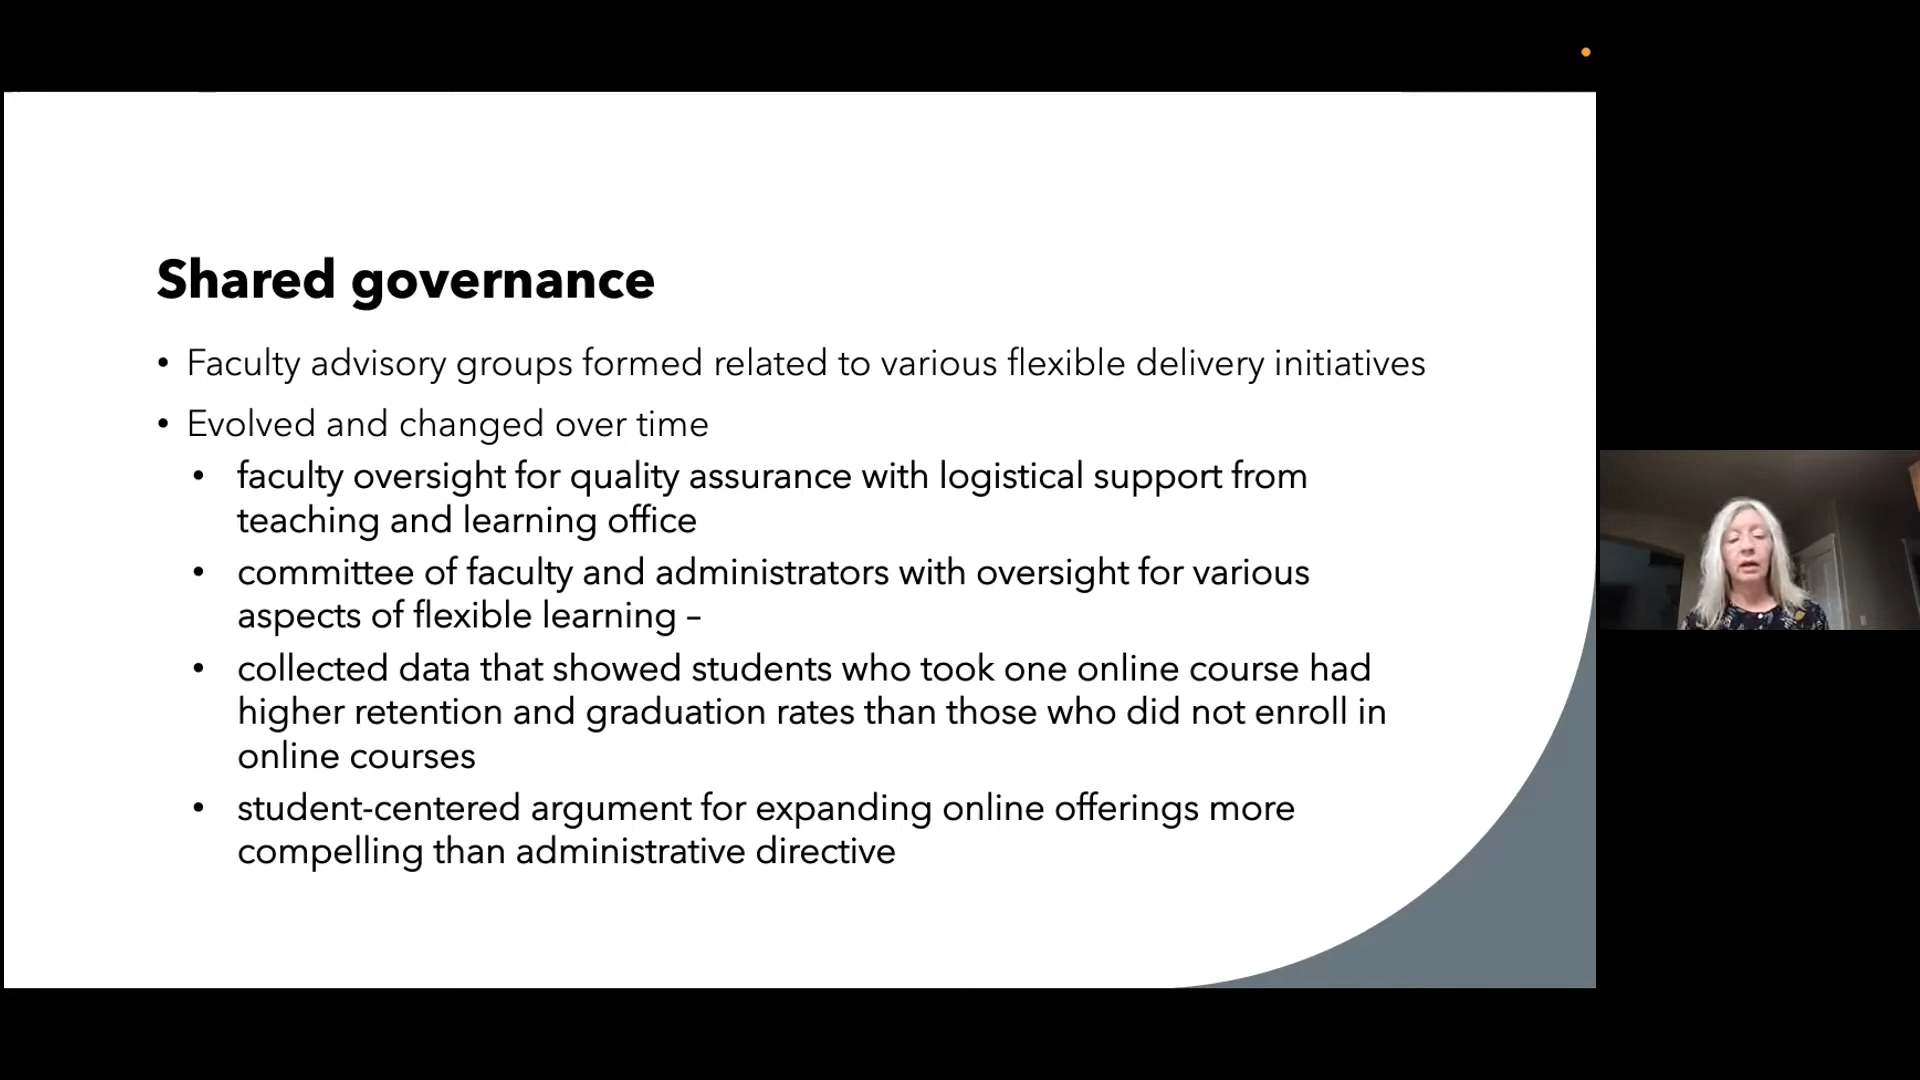 Shared governance
• Faculty advisory groups formed related to various flexible delivery initiatives
• Evolved and changed over time
• faculty oversight for quality assurance with logistical support from
teaching and learning office
• committee of faculty and administrators with oversight for various
aspects of flexible learning –
• collected data that showed students who took one online course had
higher retention and graduation rates than those who did not enroll in
online courses
• student-centered argument for expanding online offerings more
compelling than administrative directive